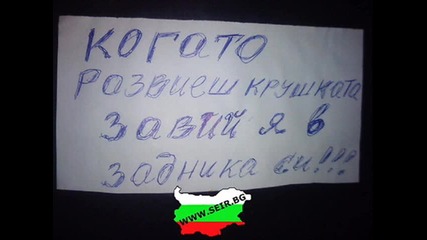 КОГАТО
РАЗВИЕШ КРУШКАТА
ЗАВИЙ Я В
ЗАДНИКА СИ!!!
WWW.SEIR.BG